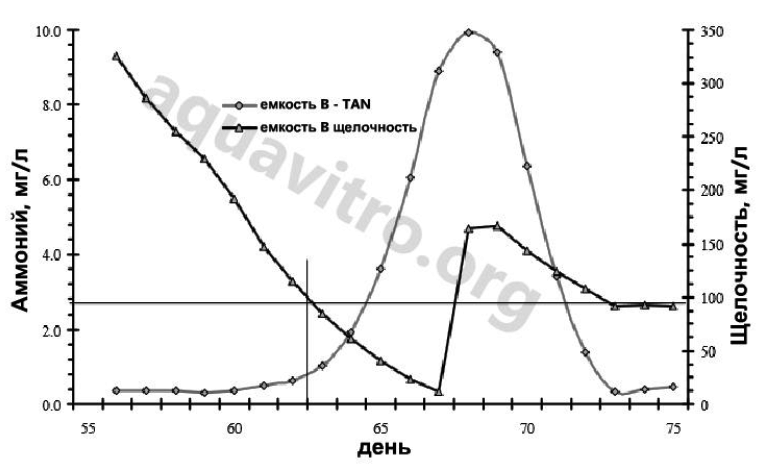 10.0
8.0
6.0
4.0
2.0
0.0
Аммоний, мг/л
емкость В - TAN
емкость В щелочность
aquavitro.org
350
300
250
200
150
100
50
0
Щелочность, мг/л
55 60 65 70 75
день